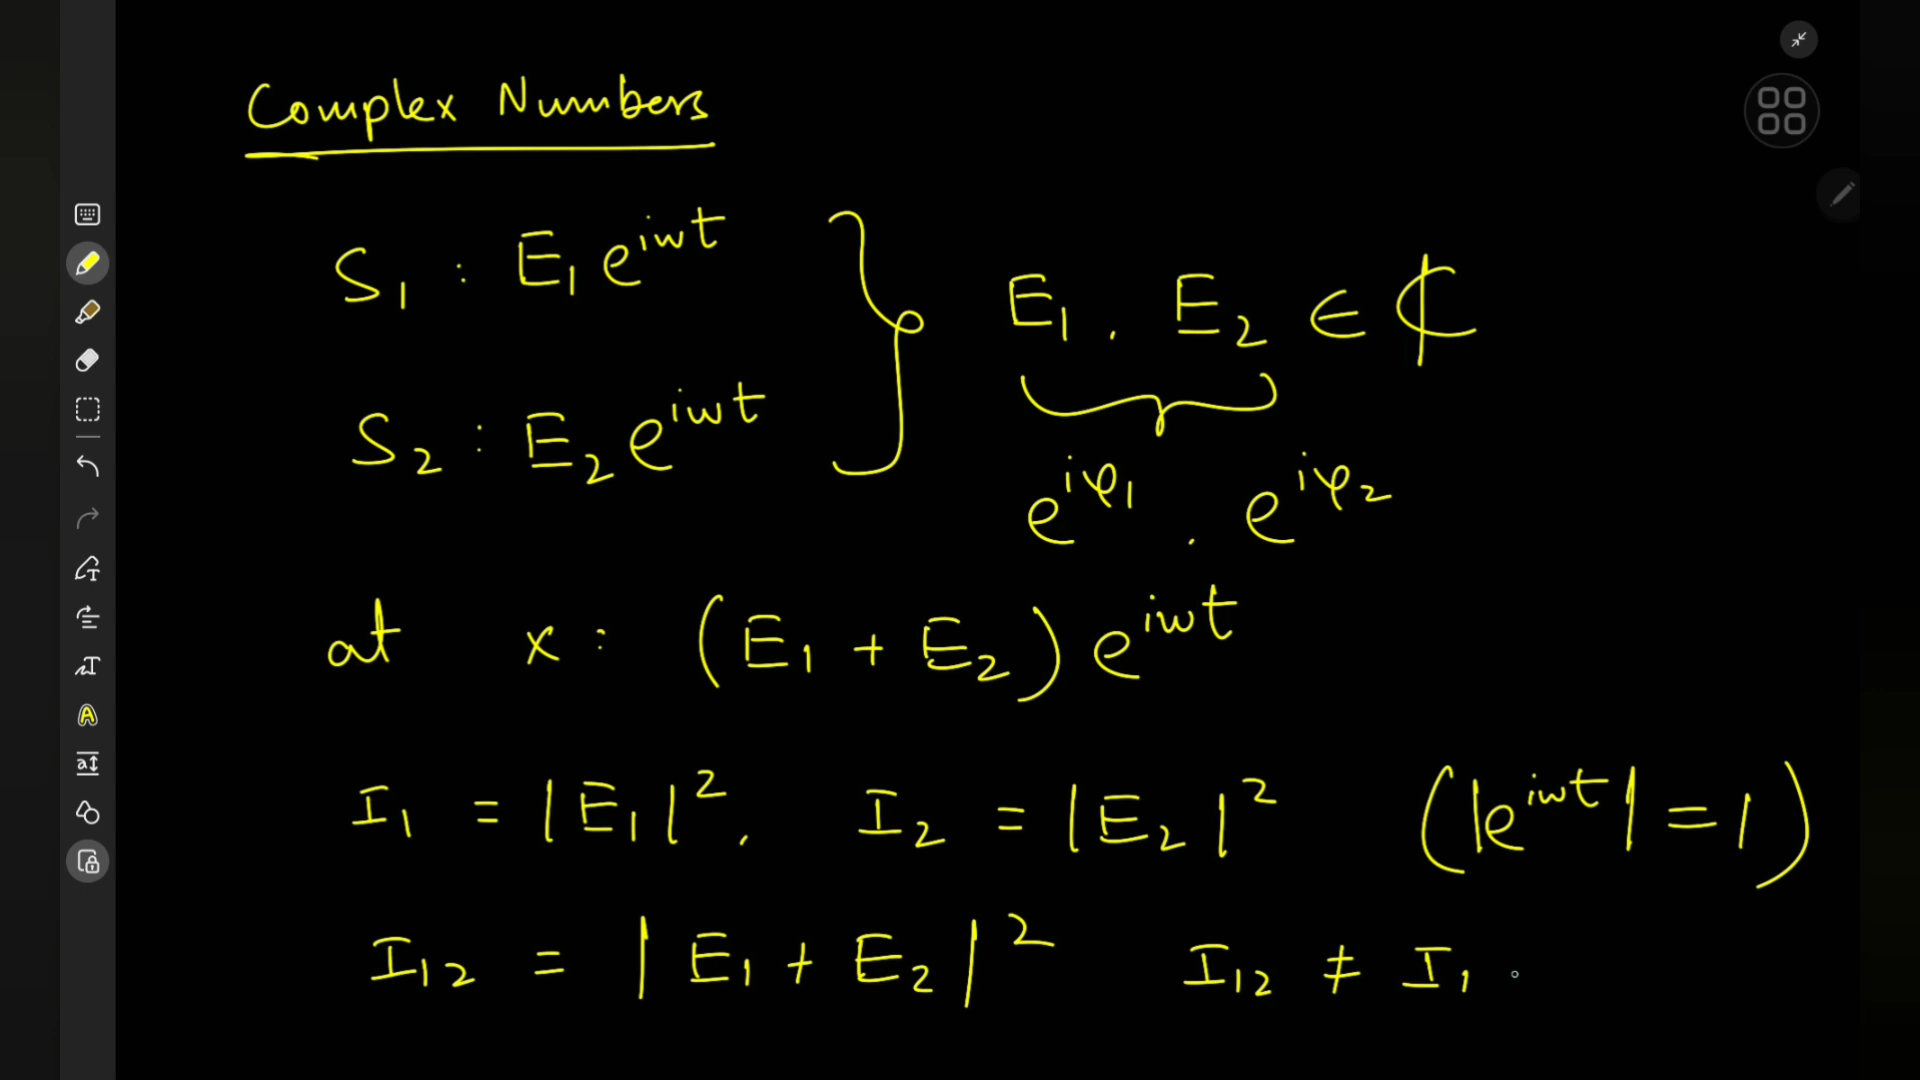 Complex Numbers
S₁ : E₁ e^{iωt}
S₂ : E₂ e^{iωt}
E₁ , E₂ ∈ ℂ
e^{iφ₁} , e^{iφ₂}
at x : (E₁ + E₂) e^{iωt}
I₁ = |E₁|² , I₂ = |E₂|² (|e^{iωt}| = 1)
I₁₂ = |E₁ + E₂|² I₁₂ ≠ I₁